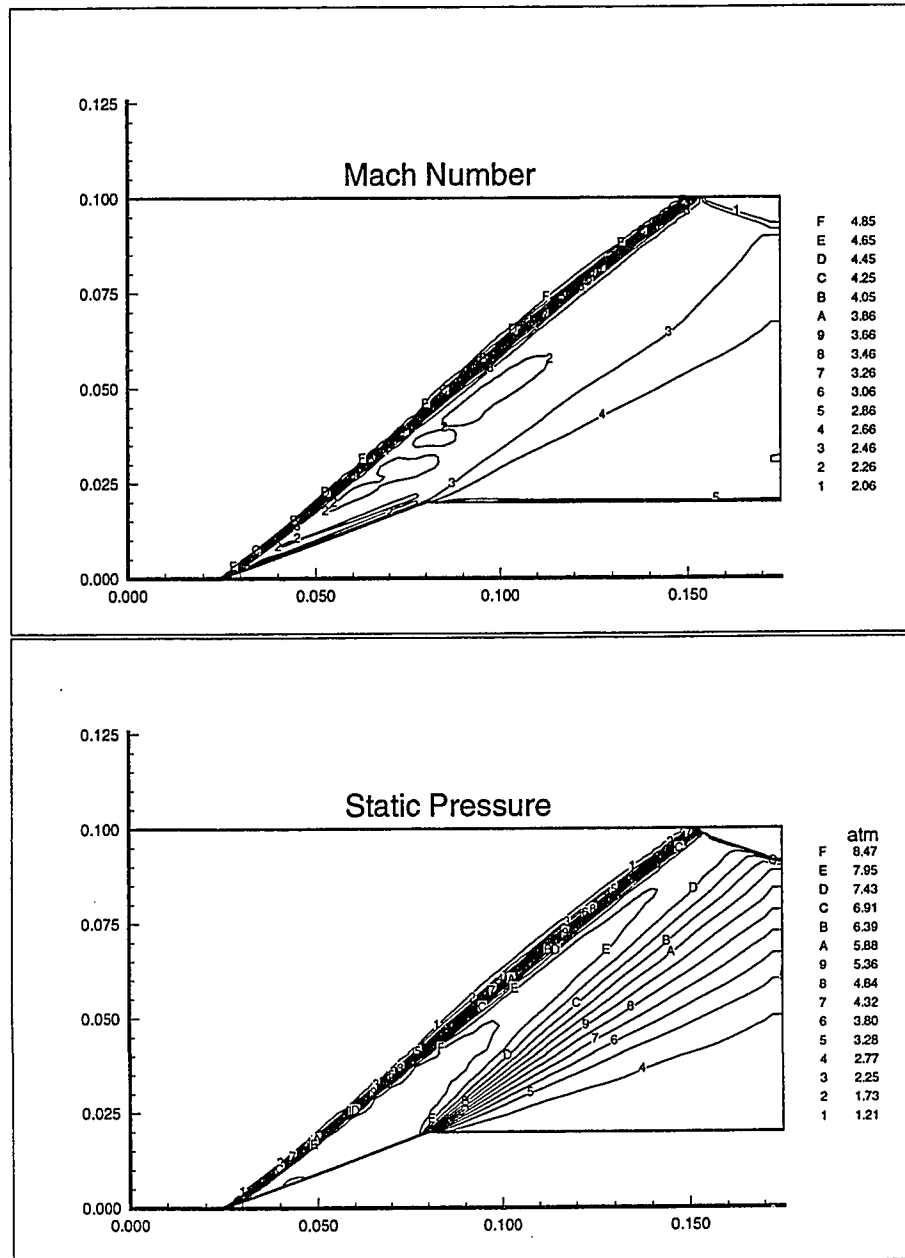 0.125
Mach Number
0.100
F 4.85
E 4.65
D 4.45
C 4.25
B 4.05
A 3.86
9 3.66
8 3.46
7 3.26
6 3.06
5 2.86
4 2.66
3 2.46
2 2.26
1 2.06
0.075
0.050
0.025
0.000
0.000 0.050 0.100 0.150
0.125
Static Pressure
0.100
atm
F 8.47
E 7.95
D 7.43
C 6.91
B 6.39
A 5.88
9 5.36
8 4.84
7 4.32
6 3.80
5 3.28
4 2.77
3 2.25
2 1.73
1 1.21
0.075
0.050
0.025
0.000
0.000 0.050 0.100 0.150